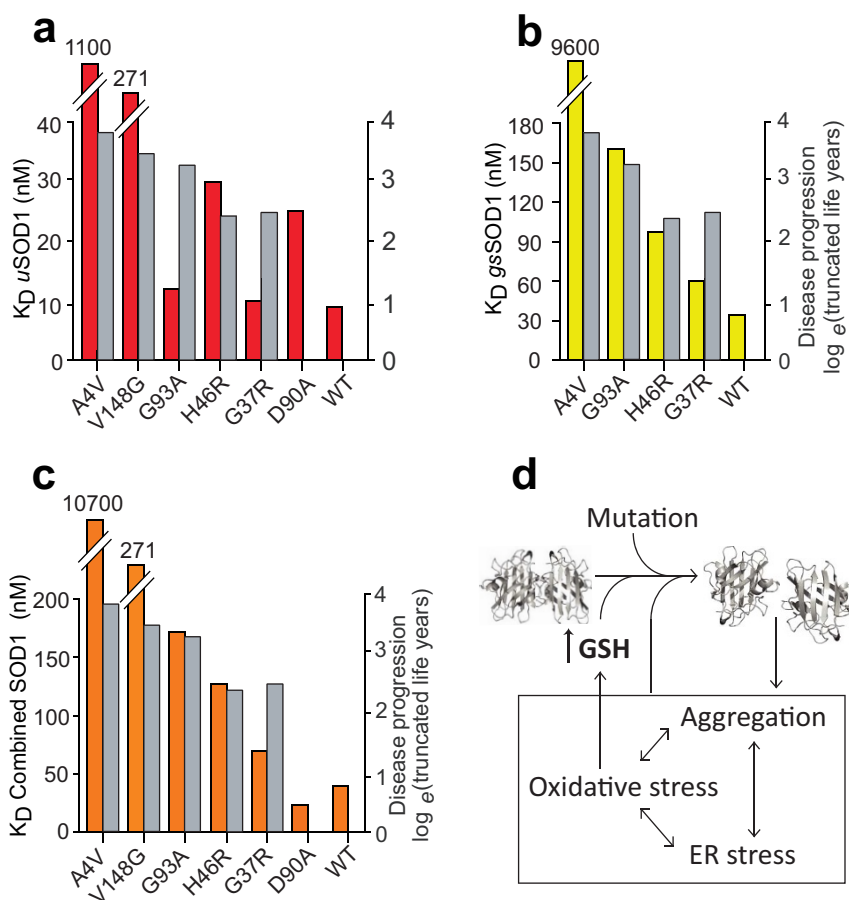 a
1100
271
K_D uSOD1 (nM)
40
30
20
10
0
4
3
2
1
0
A4V
V148G
G93A
H46R
G37R
D90A
WT
b
9600
K_D gsSOD1 (nM)
180
150
120
90
60
30
0
4
3
2
1
0
Disease progression
log e(truncated life years)
A4V
G93A
H46R
G37R
WT
c
10700
271
K_D Combined SOD1 (nM)
200
150
100
50
0
4
3
2
1
0
Disease progression
log e(truncated life years)
A4V
V148G
G93A
H46R
G37R
D90A
WT
d
Mutation
↑ GSH
Aggregation
Oxidative stress
ER stress